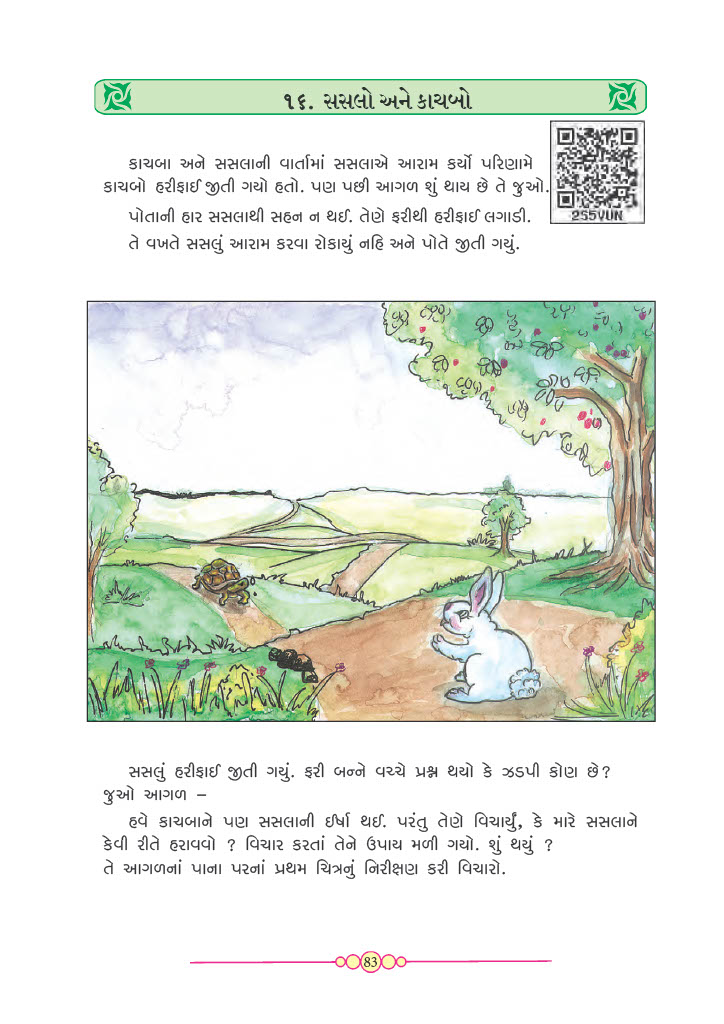 ૧૬. સસલો અને કાચબો
કાચબા અને સસલાની વાર્તામાં સસલાએ આરામ કર્યો પરિણામે
કાચબો હરીફાઈ જીતી ગયો હતો. પણ પછી આગળ શું થાય છે તે જુઓ.
2S5VUN
પોતાની હાર સસલાથી સહન ન થઈ. તેણે ફરીથી હરીફાઈ લગાડી.
તે વખતે સસલું આરામ કરવા રોકાયું નહિ અને પોતે જીતી ગયું.
સસલું હરીફાઈ જીતી ગયું. ફરી બન્ને વચ્ચે પ્રશ્ન થયો કે ઝડપી કોણ છે?
જુઓ આગળ –
હવે કાચબાને પણ સસલાની ઈર્ષા થઈ. પરંતુ તેણે વિચાર્યું, કે મારે સસલાને
કેવી રીતે હરાવવો ? વિચાર કરતાં તેને ઉપાય મળી ગયો. શું થયું ?
તે આગળનાં પાના પરનાં પ્રથમ ચિત્રનું નિરીક્ષણ કરી વિચારો.
83